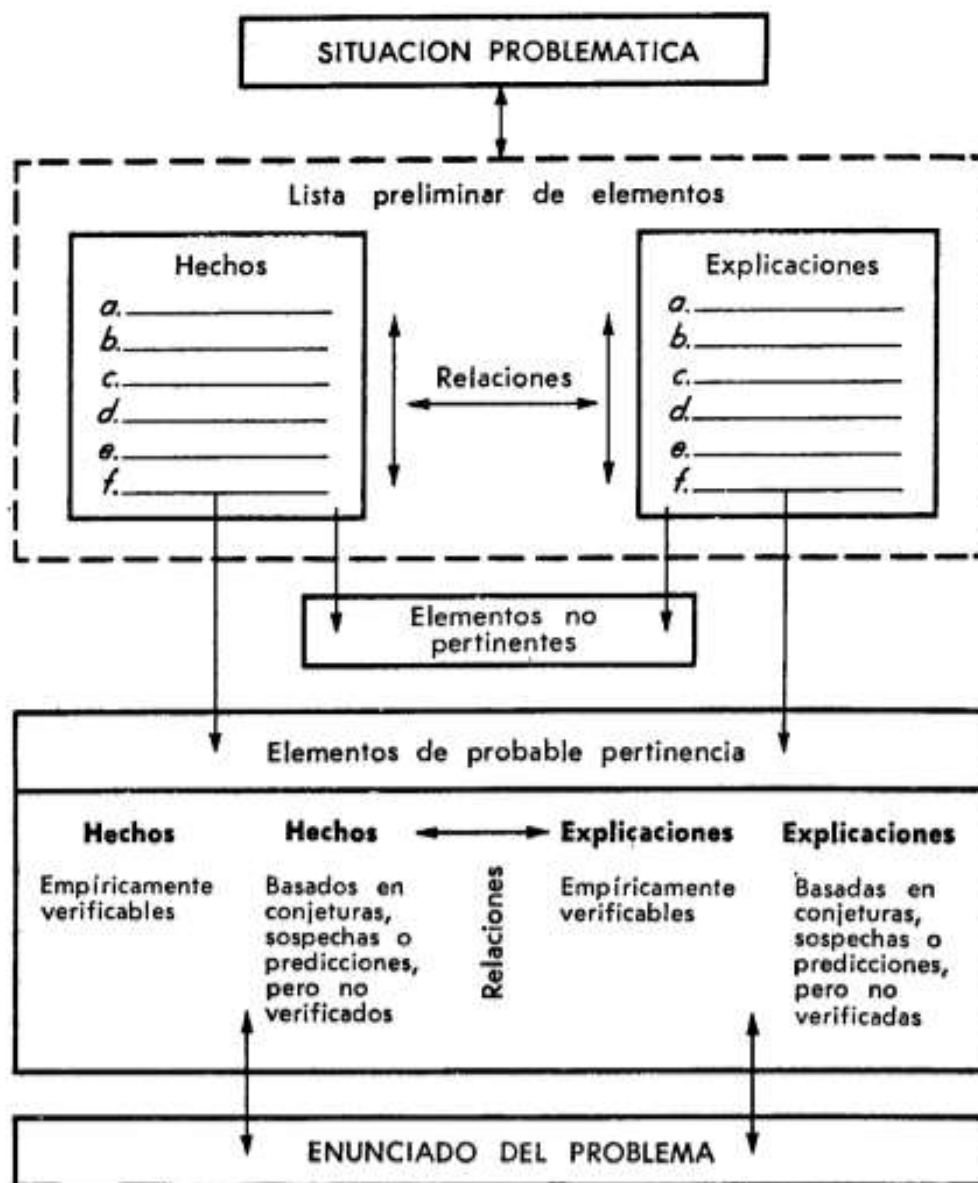 SITUACION PROBLEMATICA
Lista preliminar de elementos
Hechos
a.
b.
c.
d.
e.
f.
Relaciones
Explicaciones
a.
b.
c.
d.
e.
f.
Elementos no
pertinentes
Elementos de probable pertinencia
Hechos
Empíricamente
verificables
Hechos
Basados en
conjeturas,
sospechas o
predicciones,
pero no
verificados
Relaciones
Explicaciones
Empíricamente
verificables
Explicaciones
Basadas en
conjeturas,
sospechas o
predicciones,
pero no
verificadas
ENUNCIADO DEL PROBLEMA